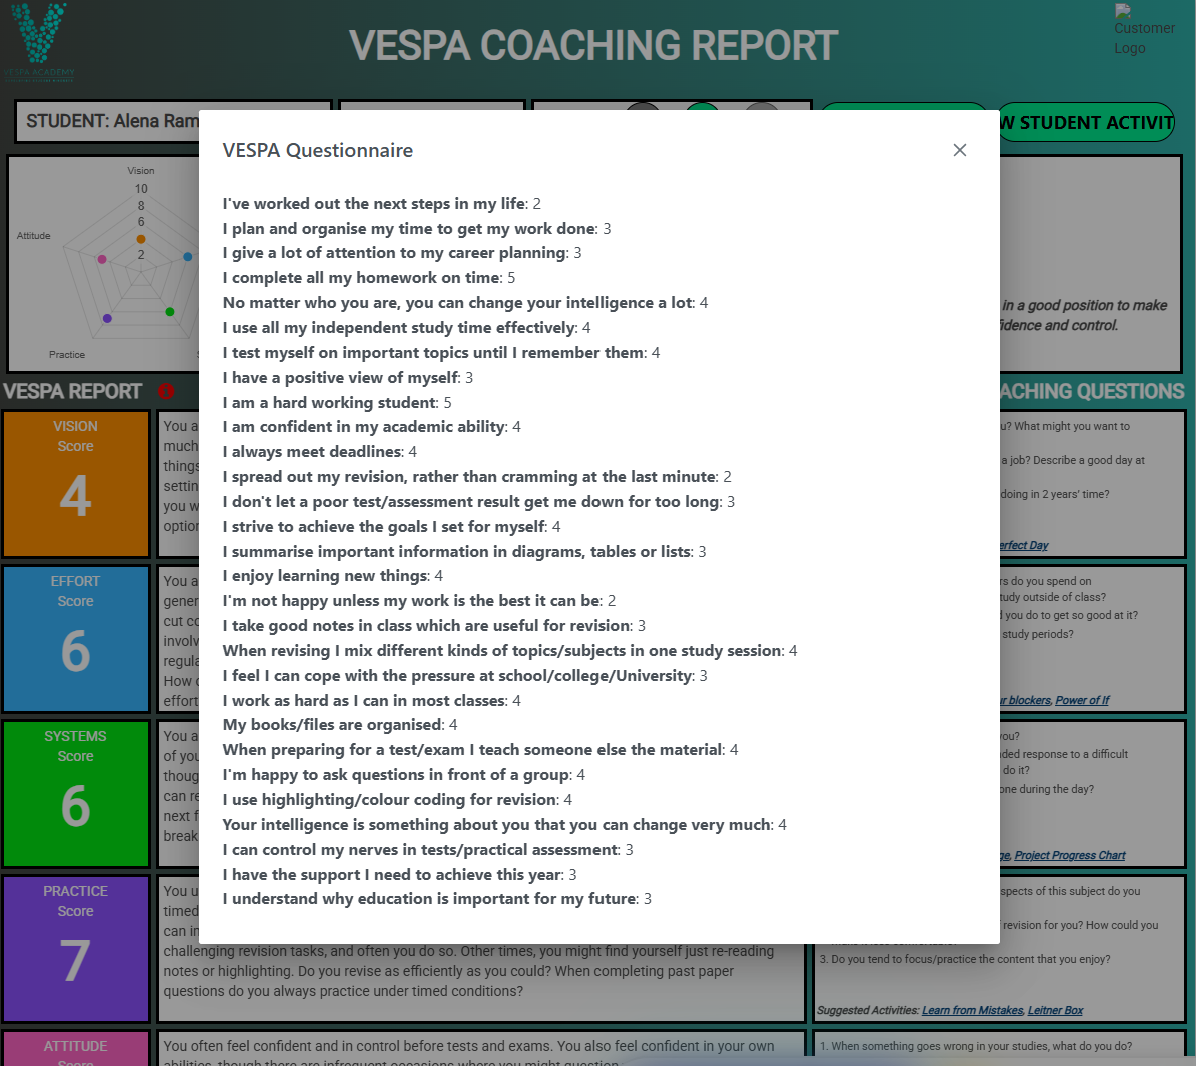 VESPA ACADEMY
VESPA COACHING REPORT
Customer
Logo
STUDENT: Alena Ram
W STUDENT ACTIVIT
Vision
10
8
6
2
Attitude
Practice
in a good position to make
fidence and control.
VESPA REPORT
ACHING QUESTIONS
VESPA Questionnaire
I've worked out the next steps in my life: 2
I plan and organise my time to get my work done: 3
I give a lot of attention to my career planning: 3
I complete all my homework on time: 5
No matter who you are, you can change your intelligence a lot: 4
I use all my independent study time effectively: 4
I test myself on important topics until I remember them: 4
I have a positive view of myself: 3
I am a hard working student: 5
I am confident in my academic ability: 4
I always meet deadlines: 4
I spread out my revision, rather than cramming at the last minute: 2
I don't let a poor test/assessment result get me down for too long: 3
I strive to achieve the goals I set for myself: 4
I summarise important information in diagrams, tables or lists: 3
I enjoy learning new things: 4
I'm not happy unless my work is the best it can be: 2
I take good notes in class which are useful for revision: 3
When revising I mix different kinds of topics/subjects in one study session: 4
I feel I can cope with the pressure at school/college/University: 3
I work as hard as I can in most classes: 4
My books/files are organised: 4
When preparing for a test/exam I teach someone else the material: 4
I'm happy to ask questions in front of a group: 4
I use highlighting/colour coding for revision: 4
Your intelligence is something about you that you can change very much: 4
I can control my nerves in tests/practical assessment: 3
I have the support I need to achieve this year: 3
I understand why education is important for my future: 3
VISION
Score
4
You a
much
things
settin
you w
option
u? What might you want to
a job? Describe a good day at
doing in 2 years' time?
erfect Day
EFFORT
Score
6
You a
gener
cut co
involv
regula
How c
effort
rs do you spend on
tudy outside of class?
d you do to get so good at it?
study periods?
ur blockers, Power of If
SYSTEMS
Score
6
You a
of you
thoug
can re
next f
break
you?
ded response to a difficult
do it?
one during the day?
ge, Project Progress Chart
PRACTICE
Score
7
You u
timed
can in
challenging revision tasks, and often you do so. Other times, you might find yourself just re-reading
notes or highlighting. Do you revise as efficiently as you could? When completing past paper
questions do you always practice under timed conditions?
spects of this subject do you
revision for you? How could you
3. Do you tend to focus/practice the content that you enjoy?
Suggested Activities: Learn from Mistakes, Leitner Box
ATTITUDE
Score
You often feel confident and in control before tests and exams. You also feel confident in your own
abilities, though there are infrequent occasions where you might question
1. When something goes wrong in your studies, what do you do?